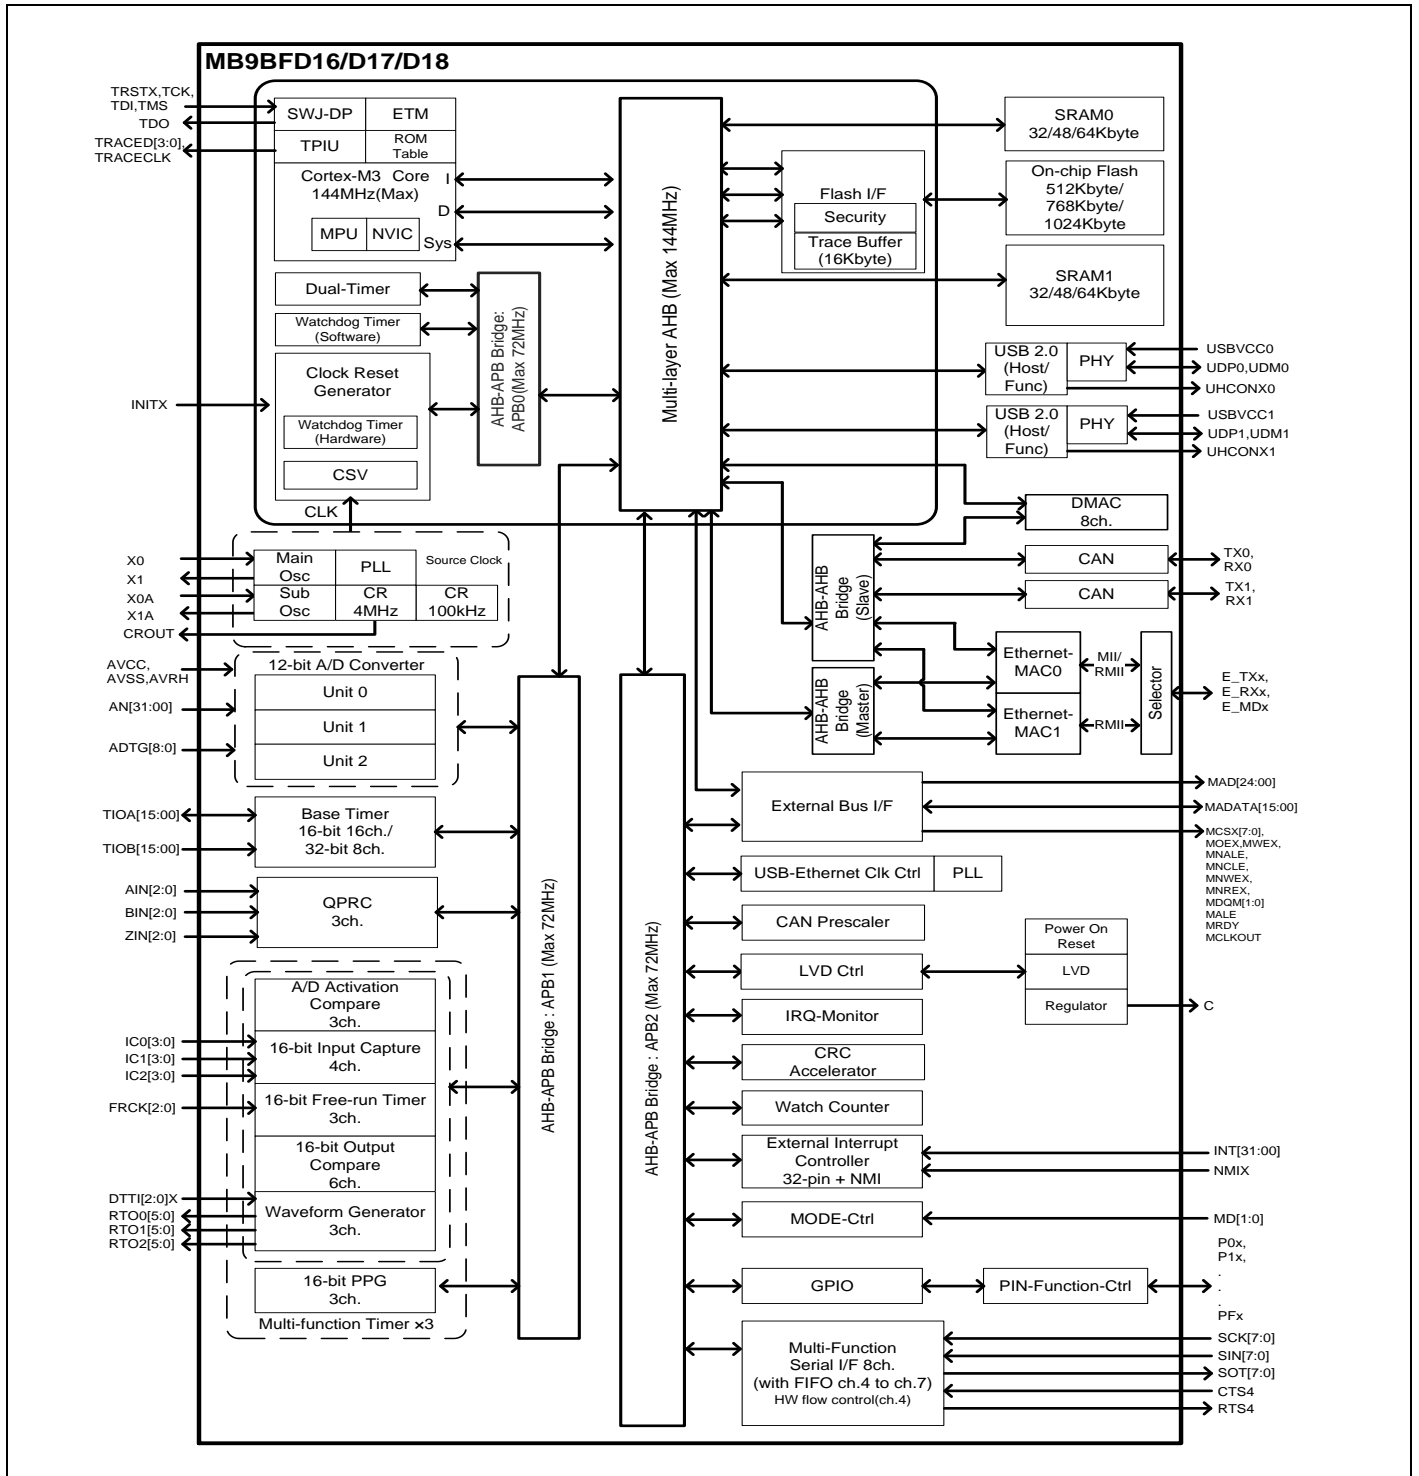 MB9BFD16/D17/D18
TRSTX,TCK,
TDI,TMS
TDO
TRACED[3:0],
TRACECLK
SWJ-DP
ETM
TPIU
ROM
Table
Cortex-M3 Core
144MHz(Max)
I
D
Sys
MPU
NVIC
Dual-Timer
Watchdog Timer
(Software)
Clock Reset
Generator
Watchdog Timer
(Hardware)
CSV
INITX
CLK
AHB-APB Bridge:
APB0(Max 72MHz)
Multi-layer AHB (Max 144MHz)
Flash I/F
Security
Trace Buffer
(16Kbyte)
SRAM0
32/48/64Kbyte
On-chip Flash
512Kbyte/
768Kbyte/
1024Kbyte
SRAM1
32/48/64Kbyte
USB 2.0
(Host/
Func)
PHY
USBVCC0
UDP0,UDM0
UHCONX0
USB 2.0
(Host/
Func)
PHY
USBVCC1
UDP1,UDM1
UHCONX1
DMAC
8ch.
CAN
TX0,
RX0
CAN
TX1,
RX1
AHB-AHB
Bridge
(Slave)
AHB-AHB
Bridge
(Master)
Ethernet-
MAC0
MII/
RMII
Ethernet-
MAC1
RMII
Selector
E_TXx,
E_RXx,
E_MDx
X0
X1
X0A
X1A
CROUT
Main
Osc
PLL
Source Clock
Sub
Osc
CR
4MHz
CR
100kHz
AVCC,
AVSS,AVRH
AN[31:00]
ADTG[8:0]
12-bit A/D Converter
Unit 0
Unit 1
Unit 2
TIOA[15:00]
TIOB[15:00]
Base Timer
16-bit 16ch./
32-bit 8ch.
AIN[2:0]
BIN[2:0]
ZIN[2:0]
QPRC
3ch.
A/D Activation
Compare
3ch.
IC0[3:0]
IC1[3:0]
IC2[3:0]
16-bit Input Capture
4ch.
FRCK[2:0]
16-bit Free-run Timer
3ch.
16-bit Output
Compare
6ch.
DTTI[2:0]X
RTO0[5:0]
RTO1[5:0]
RTO2[5:0]
Waveform Generator
3ch.
16-bit PPG
3ch.
Multi-function Timer ×3
AHB-APB Bridge : APB1 (Max 72MHz)
AHB-APB Bridge : APB2 (Max 72MHz)
External Bus I/F
MAD[24:00]
MADATA[15:00]
MCSX[7:0],
MOEX,MWEX,
MNALE,
MNCLE,
MNWEX,
MNREX,
MDQM[1:0]
MALE
MRDY
MCLKOUT
USB-Ethernet Clk Ctrl
PLL
CAN Prescaler
LVD Ctrl
Power On
Reset
LVD
Regulator
C
IRQ-Monitor
CRC
Accelerator
Watch Counter
External Interrupt
Controller
32-pin + NMI
INT[31:00]
NMIX
MODE-Ctrl
MD[1:0]
GPIO
PIN-Function-Ctrl
P0x,
P1x,
.
.
.
PFx
Multi-Function
Serial I/F 8ch.
(with FIFO ch.4 to ch.7)
HW flow control(ch.4)
SCK[7:0]
SIN[7:0]
SOT[7:0]
CTS4
RTS4